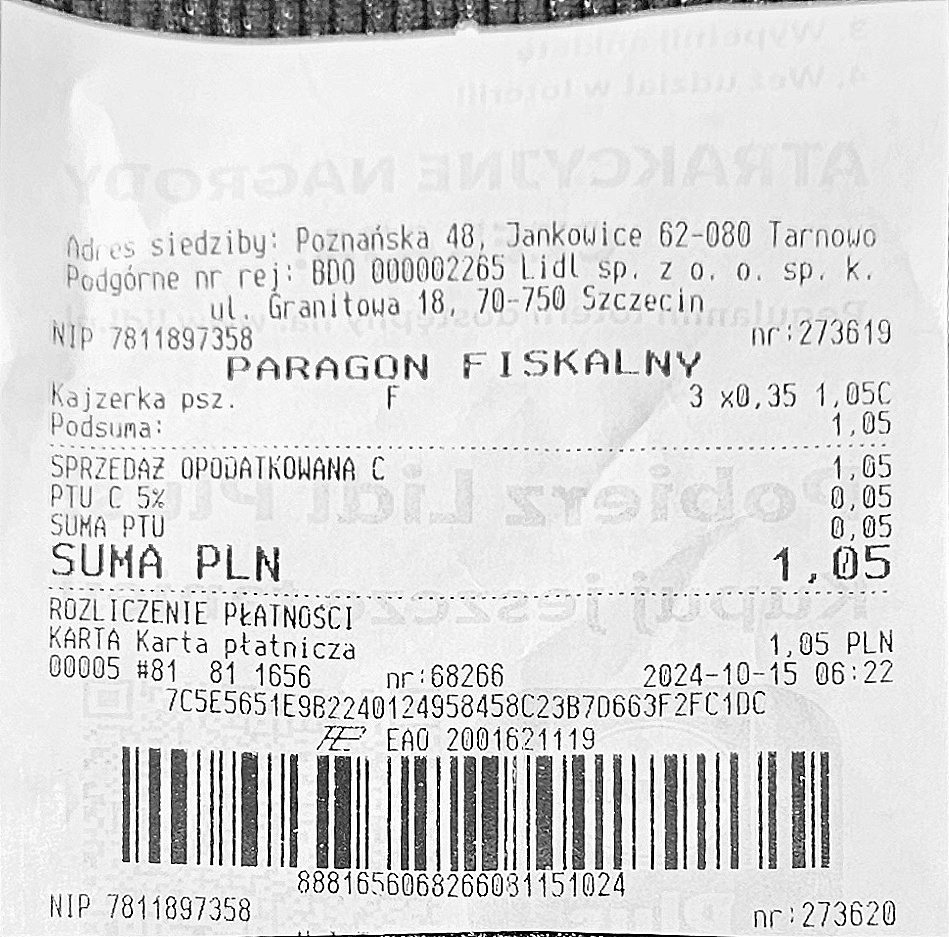 Adres siedziby: Poznańska 48, Jankowice 62-080 Tarnowo
Podgórne nr rej: BDO 000002265 Lidl sp. z o. o. sp. k.
ul. Granitowa 18, 70-750 Szczecin
NIP 7811897358 nr:273619
PARAGON FISKALNY
Kajzerka psz. F 3 x0,35 1,05C
Podsuma: 1,05
SPRZEDAŻ OPODATKOWANA C 1,05
PTU C 5% 0,05
SUMA PTU 0,05
SUMA PLN 1,05
ROZLICZENIE PŁATNOŚCI
KARTA Karta płatnicza 1,05 PLN
00005 #81 81 1656 nr:68266 2024-10-15 06:22
7C5E5651E9B2240124958458C23B7D663F2FC1DC
EAO 2001621119
8881656068266081151024
NIP 7811897358 nr:273620